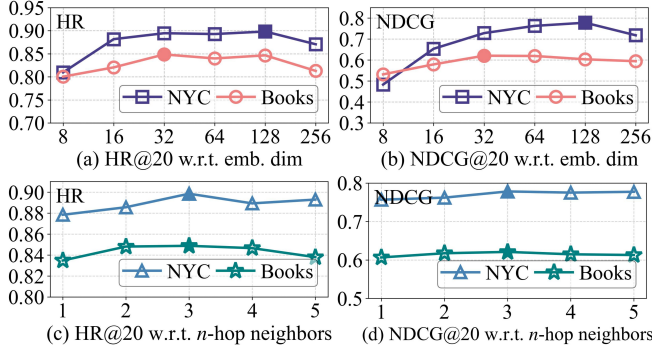 HR
0.95
0.90
0.85
0.80
0.75
0.70
NYC
Books
8
16
32
64
128
256
(a) HR@20 w.r.t. emb. dim
NDCG
0.8
0.7
0.6
0.5
0.4
0.3
NYC
Books
8
16
32
64
128
256
(b) NDCG@20 w.r.t. emb dim
HR
0.90
0.88
0.86
0.84
0.82
0.80
NYC
Books
1
2
3
4
5
(c) HR@20 w.r.t. n-hop neighbors
NDCG
0.8
0.7
0.6
0.5
NYC
Books
1
2
3
4
5
(d) NDCG@20 w.r.t. n-hop neighbors